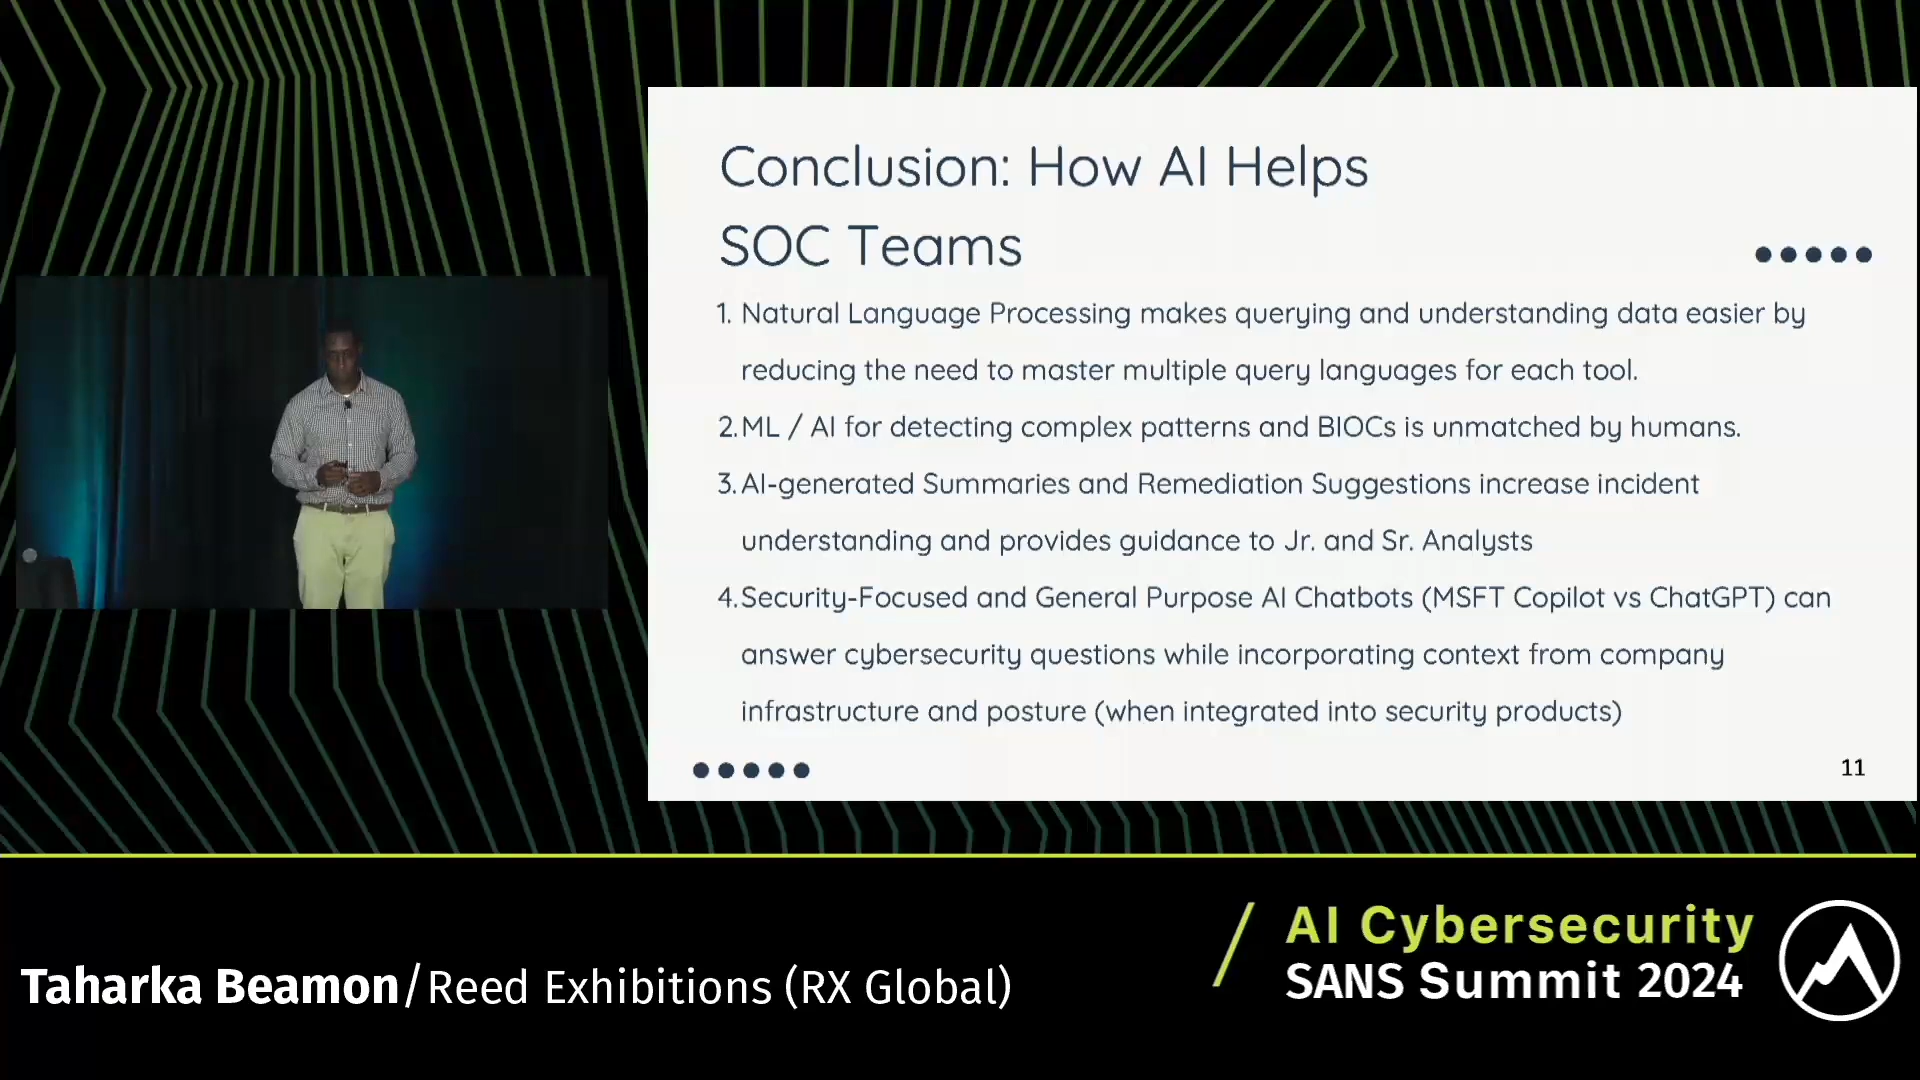 Conclusion: How AI Helps
SOC Teams
1. Natural Language Processing makes querying and understanding data easier by
reducing the need to master multiple query languages for each tool.
2. ML / AI for detecting complex patterns and BIOCs is unmatched by humans.
3. AI-generated Summaries and Remediation Suggestions increase incident
understanding and provides guidance to Jr. and Sr. Analysts
4. Security-Focused and General Purpose AI Chatbots (MSFT Copilot vs ChatGPT) can
answer cybersecurity questions while incorporating context from company
infrastructure and posture (when integrated into security products)
11
Taharka Beamon / Reed Exhibitions (RX Global)
AI Cybersecurity
SANS Summit 2024